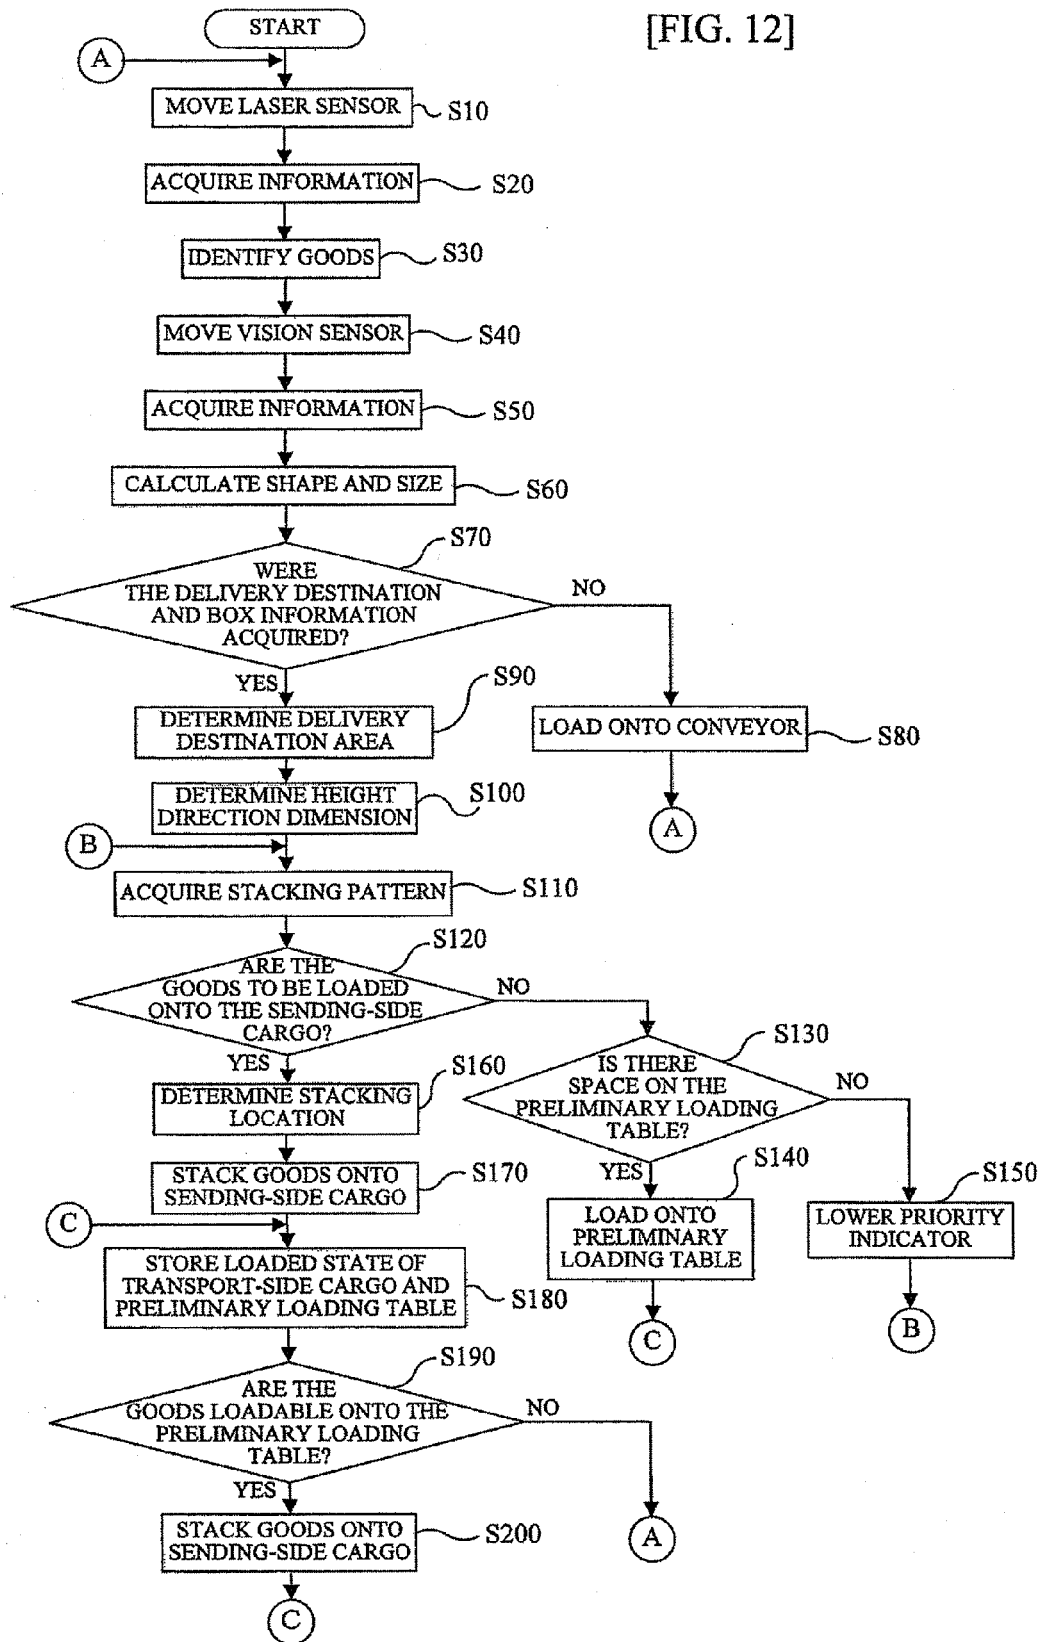 [FIG. 12]
START
A
MOVE LASER SENSOR
S10
ACQUIRE INFORMATION
S20
IDENTIFY GOODS
S30
MOVE VISION SENSOR
S40
ACQUIRE INFORMATION
S50
CALCULATE SHAPE AND SIZE
S60
S70
WERE
THE DELIVERY DESTINATION
AND BOX INFORMATION
ACQUIRED?
NO
YES
S90
DETERMINE DELIVERY
DESTINATION AREA
LOAD ONTO CONVEYOR
S80
A
DETERMINE HEIGHT
DIRECTION DIMENSION
S100
B
ACQUIRE STACKING PATTERN
S110
S120
ARE THE
GOODS TO BE LOADED
ONTO THE SENDING-SIDE
CARGO?
NO
YES
S130
IS THERE
SPACE ON THE
PRELIMINARY LOADING
TABLE?
NO
YES
S160
DETERMINE STACKING
LOCATION
S170
STACK GOODS ONTO
SENDING-SIDE CARGO
S140
LOAD ONTO
PRELIMINARY
LOADING TABLE
C
S150
LOWER PRIORITY
INDICATOR
B
C
STORE LOADED STATE OF
TRANSPORT-SIDE CARGO AND
PRELIMINARY LOADING TABLE
S180
S190
ARE THE
GOODS LOADABLE ONTO THE
PRELIMINARY LOADING
TABLE?
NO
YES
A
STACK GOODS ONTO
SENDING-SIDE CARGO
S200
C